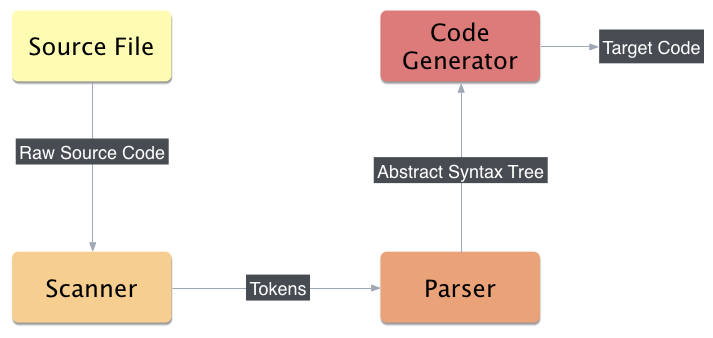 Source File
Raw Source Code
Scanner
Tokens
Parser
Abstract Syntax Tree
Code
Generator
Target Code